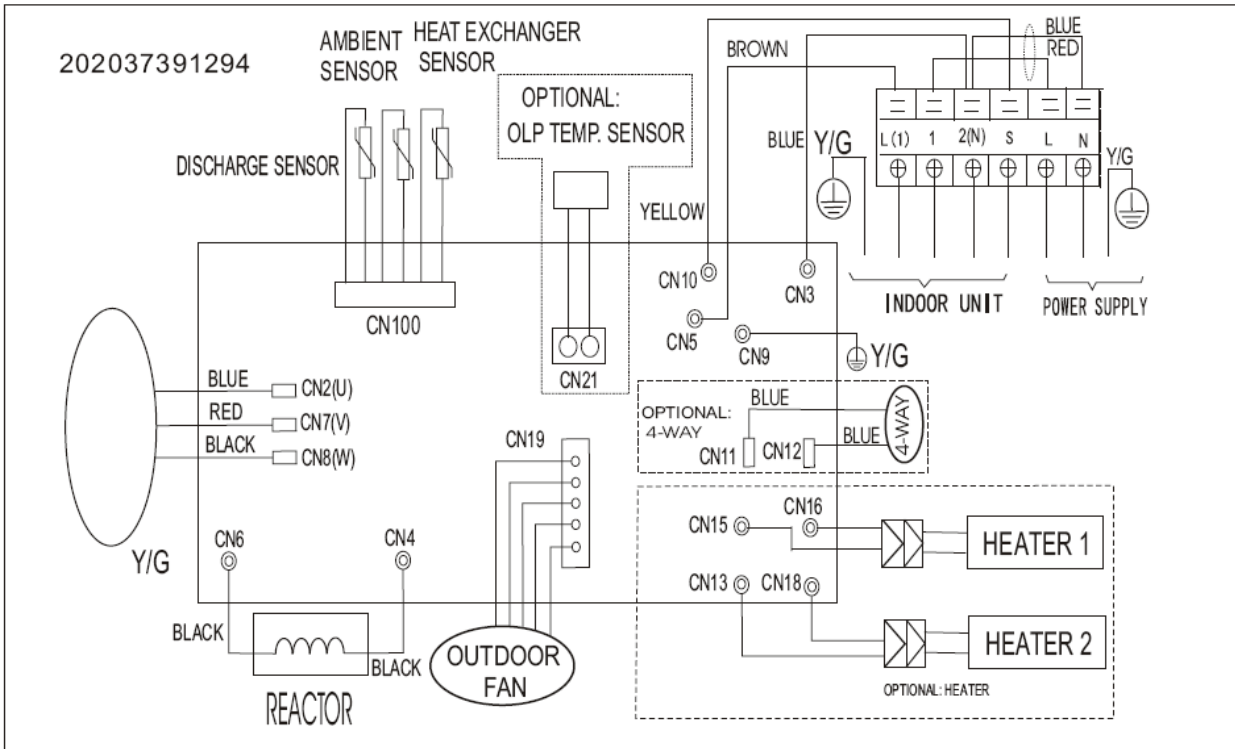 202037391294
AMBIENT
SENSOR
HEAT EXCHANGER
SENSOR
DISCHARGE SENSOR
CN100
OPTIONAL:
OLP TEMP. SENSOR
CN21
BROWN
BLUE
RED
BLUE
Y/G
L(1) 1 2(N) S L N
Y/G
YELLOW
CN10
CN3
CN5
CN9
Y/G
INDOOR UNIT
POWER SUPPLY
BLUE
CN2(U)
RED
CN7(V)
BLACK
CN8(W)
Y/G
OPTIONAL:
4-WAY
BLUE
BLUE
CN11
CN12
4-WAY
CN19
CN6
CN4
BLACK
BLACK
REACTOR
OUTDOOR
FAN
CN15
CN16
HEATER 1
CN13
CN18
HEATER 2
OPTIONAL: HEATER